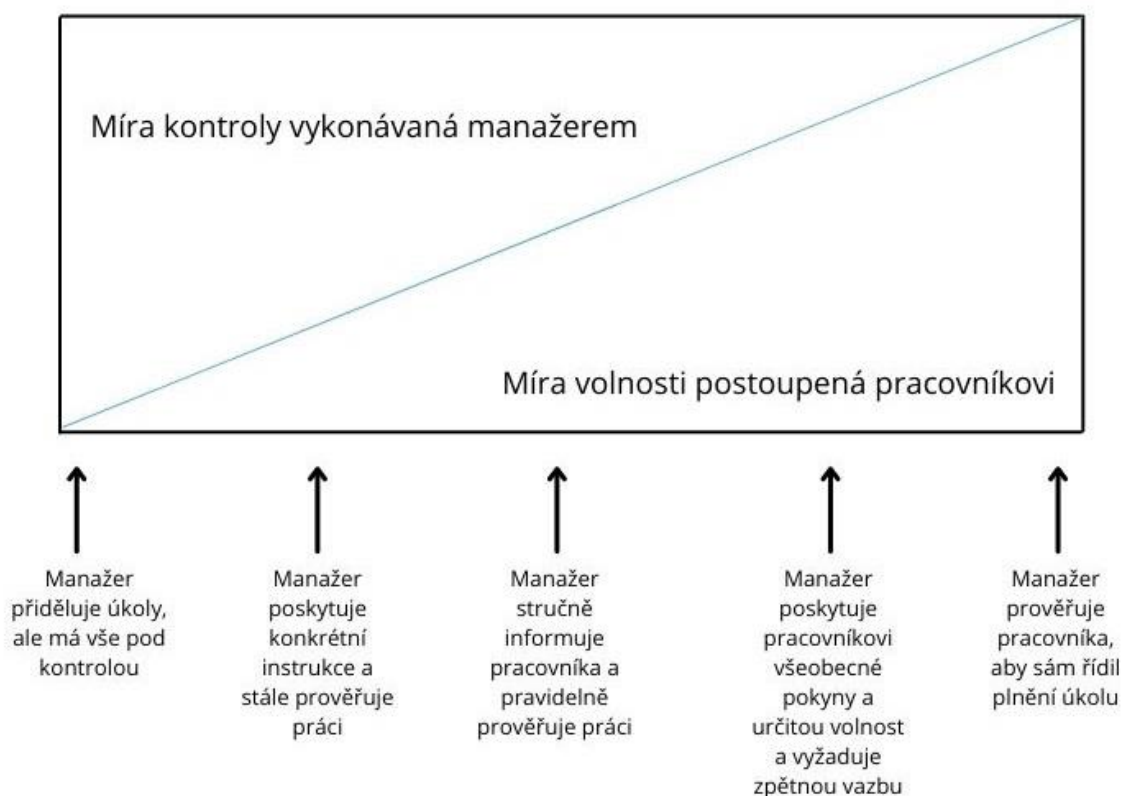 Míra kontroly vykonávaná manažerem
Míra volnosti postoupená pracovníkovi
Manažer
přiděluje úkoly,
ale má vše pod
kontrolou
Manažer
poskytuje
konkrétní
instrukce a
stále prověřuje
práci
Manažer
stručně
informuje
pracovníka a
pravidelně
prověřuje práci
Manažer
poskytuje
pracovníkovi
všeobecné
pokyny a
určitou volnost
a vyžaduje
zpětnou vazbu
Manažer
prověřuje
pracovníka,
aby sám řídil
plnění úkolu